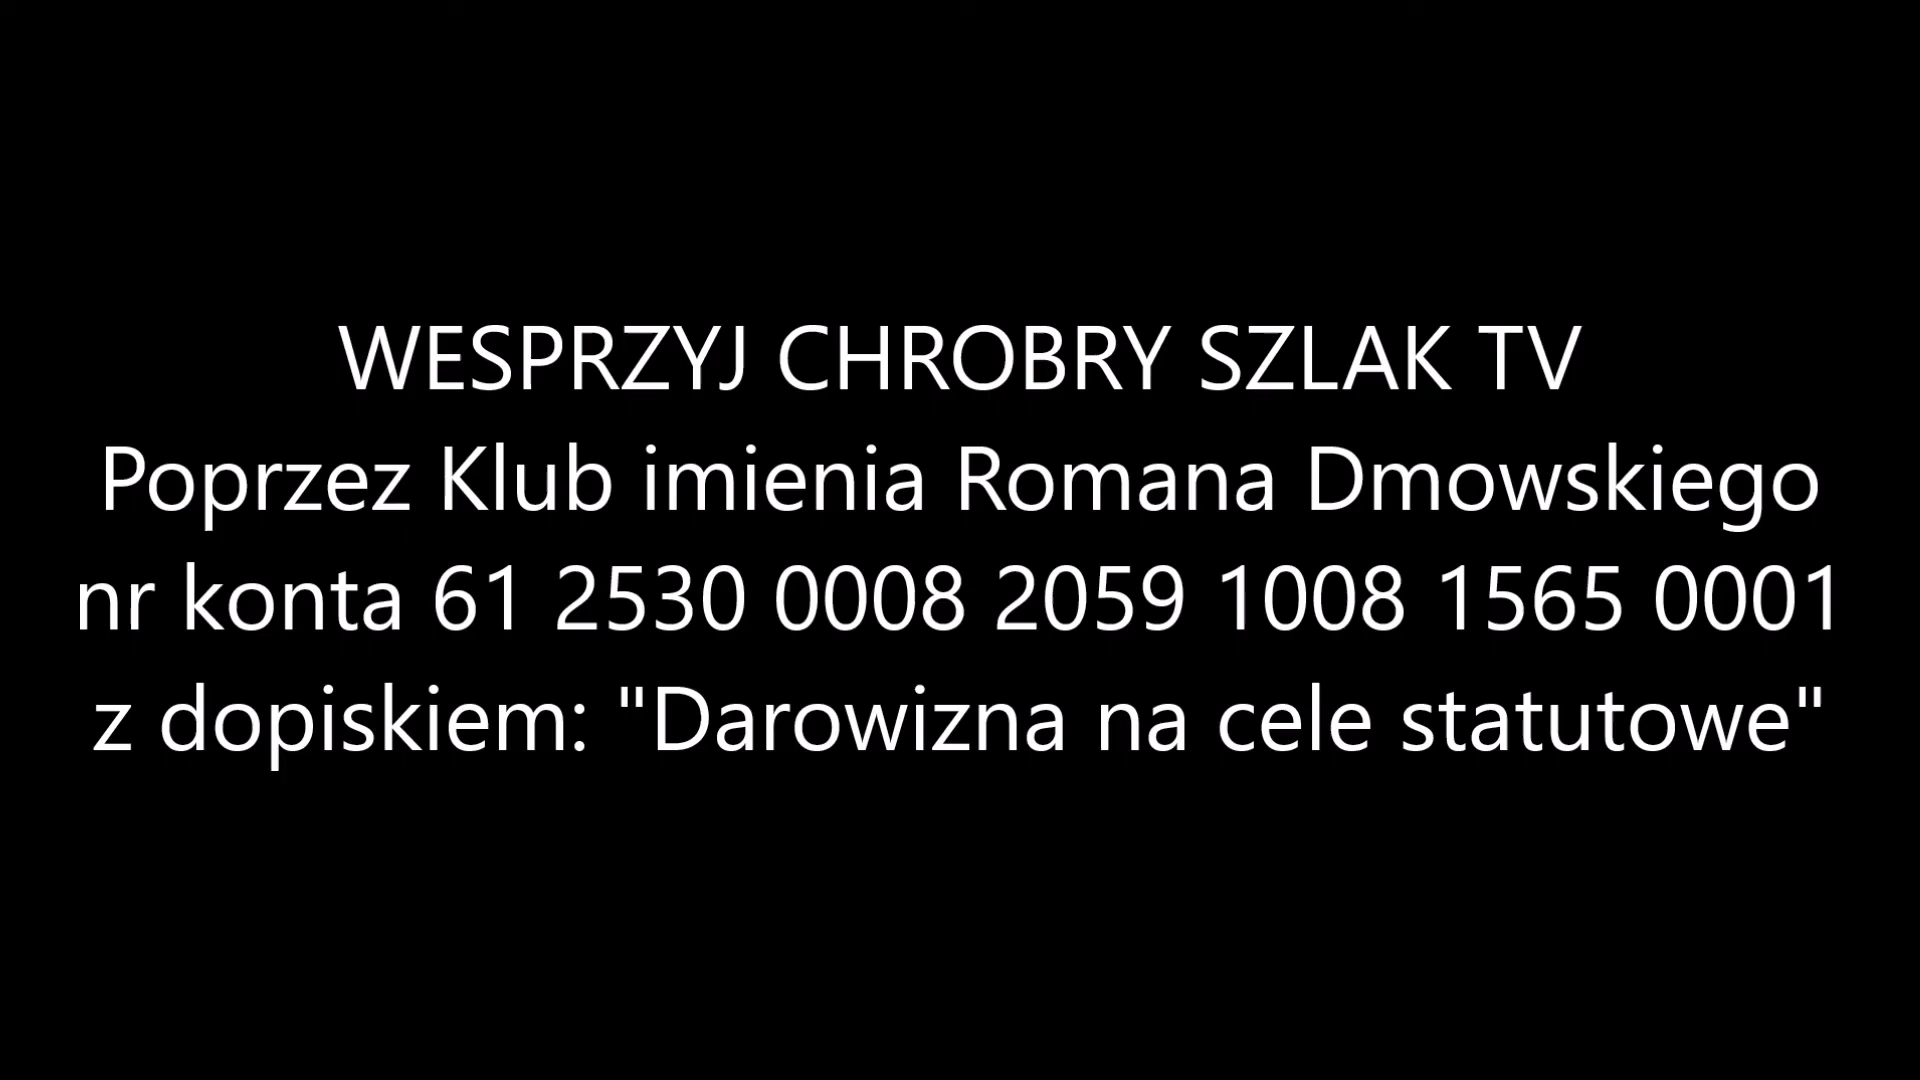 WESPRZYJ CHROBRY SZLAK TV
Poprzez Klub imienia Romana Dmowskiego
nr konta 61 2530 0008 2059 1008 1565 0001
z dopiskiem: "Darowizna na cele statutowe"